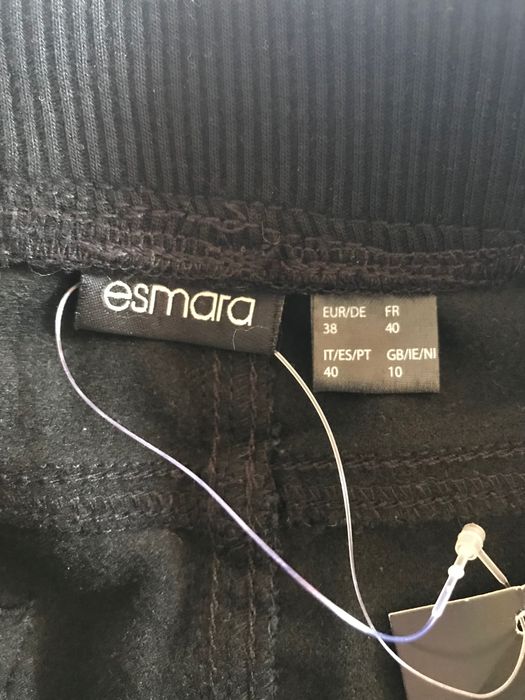 esmara
EUR/DE FR
38 40
IT/ES/PT GB/IE/NI
40 10